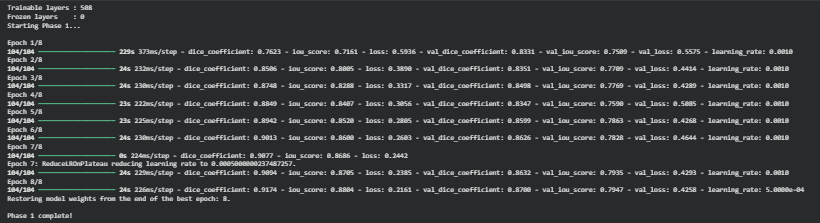 Trainable layers : 508
Frozen layers : 0
Starting Phase 1...
Epoch 1/8
104/104 ━━━━━━━━━━━━━━━━━━━━ 229s 373ms/step - dice_coefficient: 0.7623 - iou_score: 0.7161 - loss: 0.5936 - val_dice_coefficient: 0.8331 - val_iou_score: 0.7509 - val_loss: 0.5575 - learning_rate: 0.0010
Epoch 2/8
104/104 ━━━━━━━━━━━━━━━━━━━━ 24s 232ms/step - dice_coefficient: 0.8506 - iou_score: 0.8005 - loss: 0.3890 - val_dice_coefficient: 0.8351 - val_iou_score: 0.7709 - val_loss: 0.4414 - learning_rate: 0.0010
Epoch 3/8
104/104 ━━━━━━━━━━━━━━━━━━━━ 24s 230ms/step - dice_coefficient: 0.8748 - iou_score: 0.8288 - loss: 0.3317 - val_dice_coefficient: 0.8498 - val_iou_score: 0.7769 - val_loss: 0.4289 - learning_rate: 0.0010
Epoch 4/8
104/104 ━━━━━━━━━━━━━━━━━━━━ 23s 222ms/step - dice_coefficient: 0.8849 - iou_score: 0.8407 - loss: 0.3056 - val_dice_coefficient: 0.8347 - val_iou_score: 0.7590 - val_loss: 0.5085 - learning_rate: 0.0010
Epoch 5/8
104/104 ━━━━━━━━━━━━━━━━━━━━ 23s 225ms/step - dice_coefficient: 0.8942 - iou_score: 0.8520 - loss: 0.2805 - val_dice_coefficient: 0.8599 - val_iou_score: 0.7863 - val_loss: 0.4268 - learning_rate: 0.0010
Epoch 6/8
104/104 ━━━━━━━━━━━━━━━━━━━━ 24s 230ms/step - dice_coefficient: 0.9013 - iou_score: 0.8600 - loss: 0.2603 - val_dice_coefficient: 0.8626 - val_iou_score: 0.7828 - val_loss: 0.4644 - learning_rate: 0.0010
Epoch 7/8
104/104 ━━━━━━━━━━━━━━━━━━━━ 0s 224ms/step - dice_coefficient: 0.9077 - iou_score: 0.8686 - loss: 0.2442
Epoch 7: ReduceLROnPlateau reducing learning rate to 0.0005000000237487257.
104/104 ━━━━━━━━━━━━━━━━━━━━ 24s 229ms/step - dice_coefficient: 0.9094 - iou_score: 0.8705 - loss: 0.2385 - val_dice_coefficient: 0.8632 - val_iou_score: 0.7935 - val_loss: 0.4293 - learning_rate: 0.0010
Epoch 8/8
104/104 ━━━━━━━━━━━━━━━━━━━━ 24s 226ms/step - dice_coefficient: 0.9174 - iou_score: 0.8804 - loss: 0.2161 - val_dice_coefficient: 0.8700 - val_iou_score: 0.7947 - val_loss: 0.4258 - learning_rate: 5.0000e-04
Restoring model weights from the end of the best epoch: 8.
Phase 1 complete!